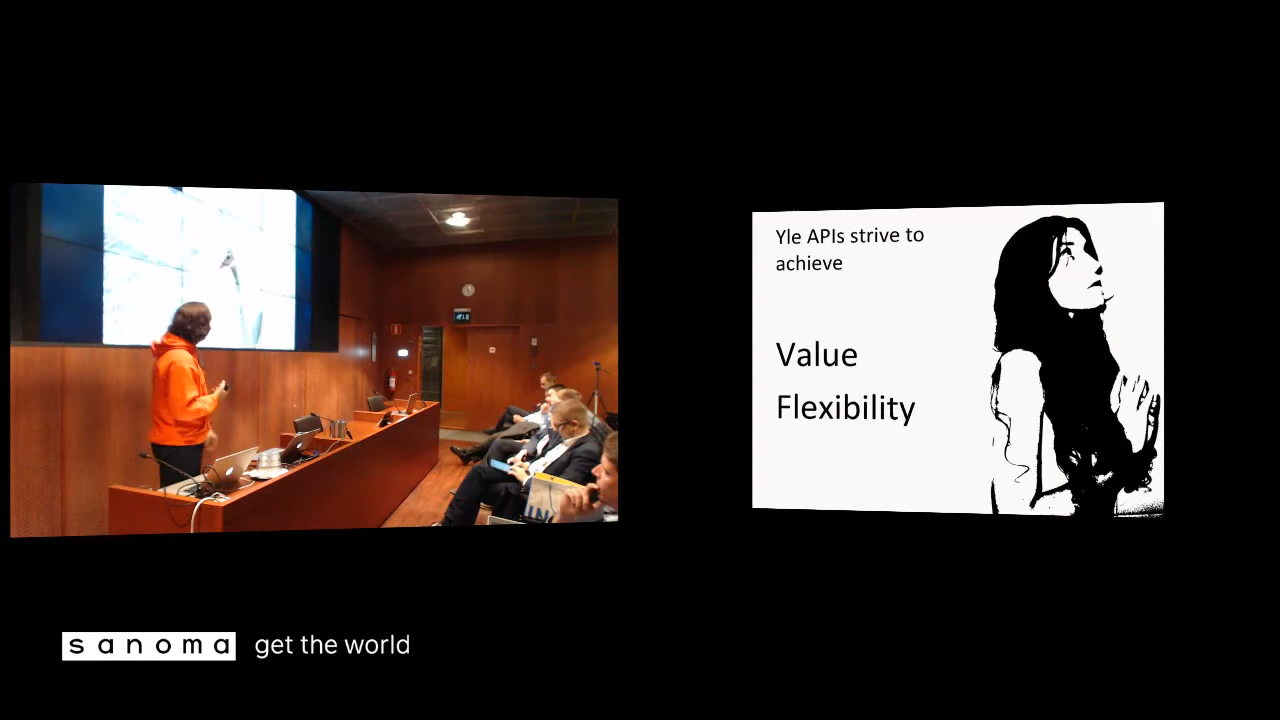 Yle APIs strive to
achieve
Value
Flexibility
sanoma get the world